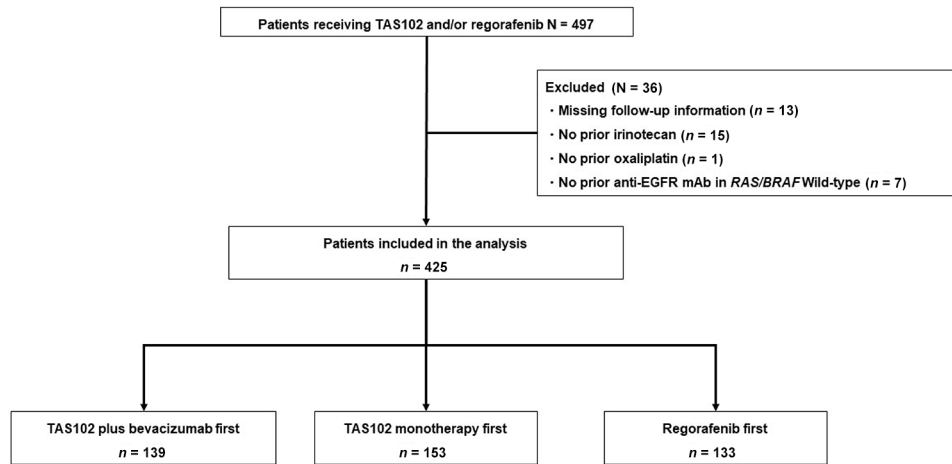 Patients receiving TAS102 and/or regorafenib N = 497
Excluded (N = 36)
・Missing follow-up information (n = 13)
・No prior irinotecan (n = 15)
・No prior oxaliplatin (n = 1)
・No prior anti-EGFR mAb in RAS/BRAF Wild-type (n = 7)
Patients included in the analysis
n = 425
TAS102 plus bevacizumab first
n = 139
TAS102 monotherapy first
n = 153
Regorafenib first
n = 133